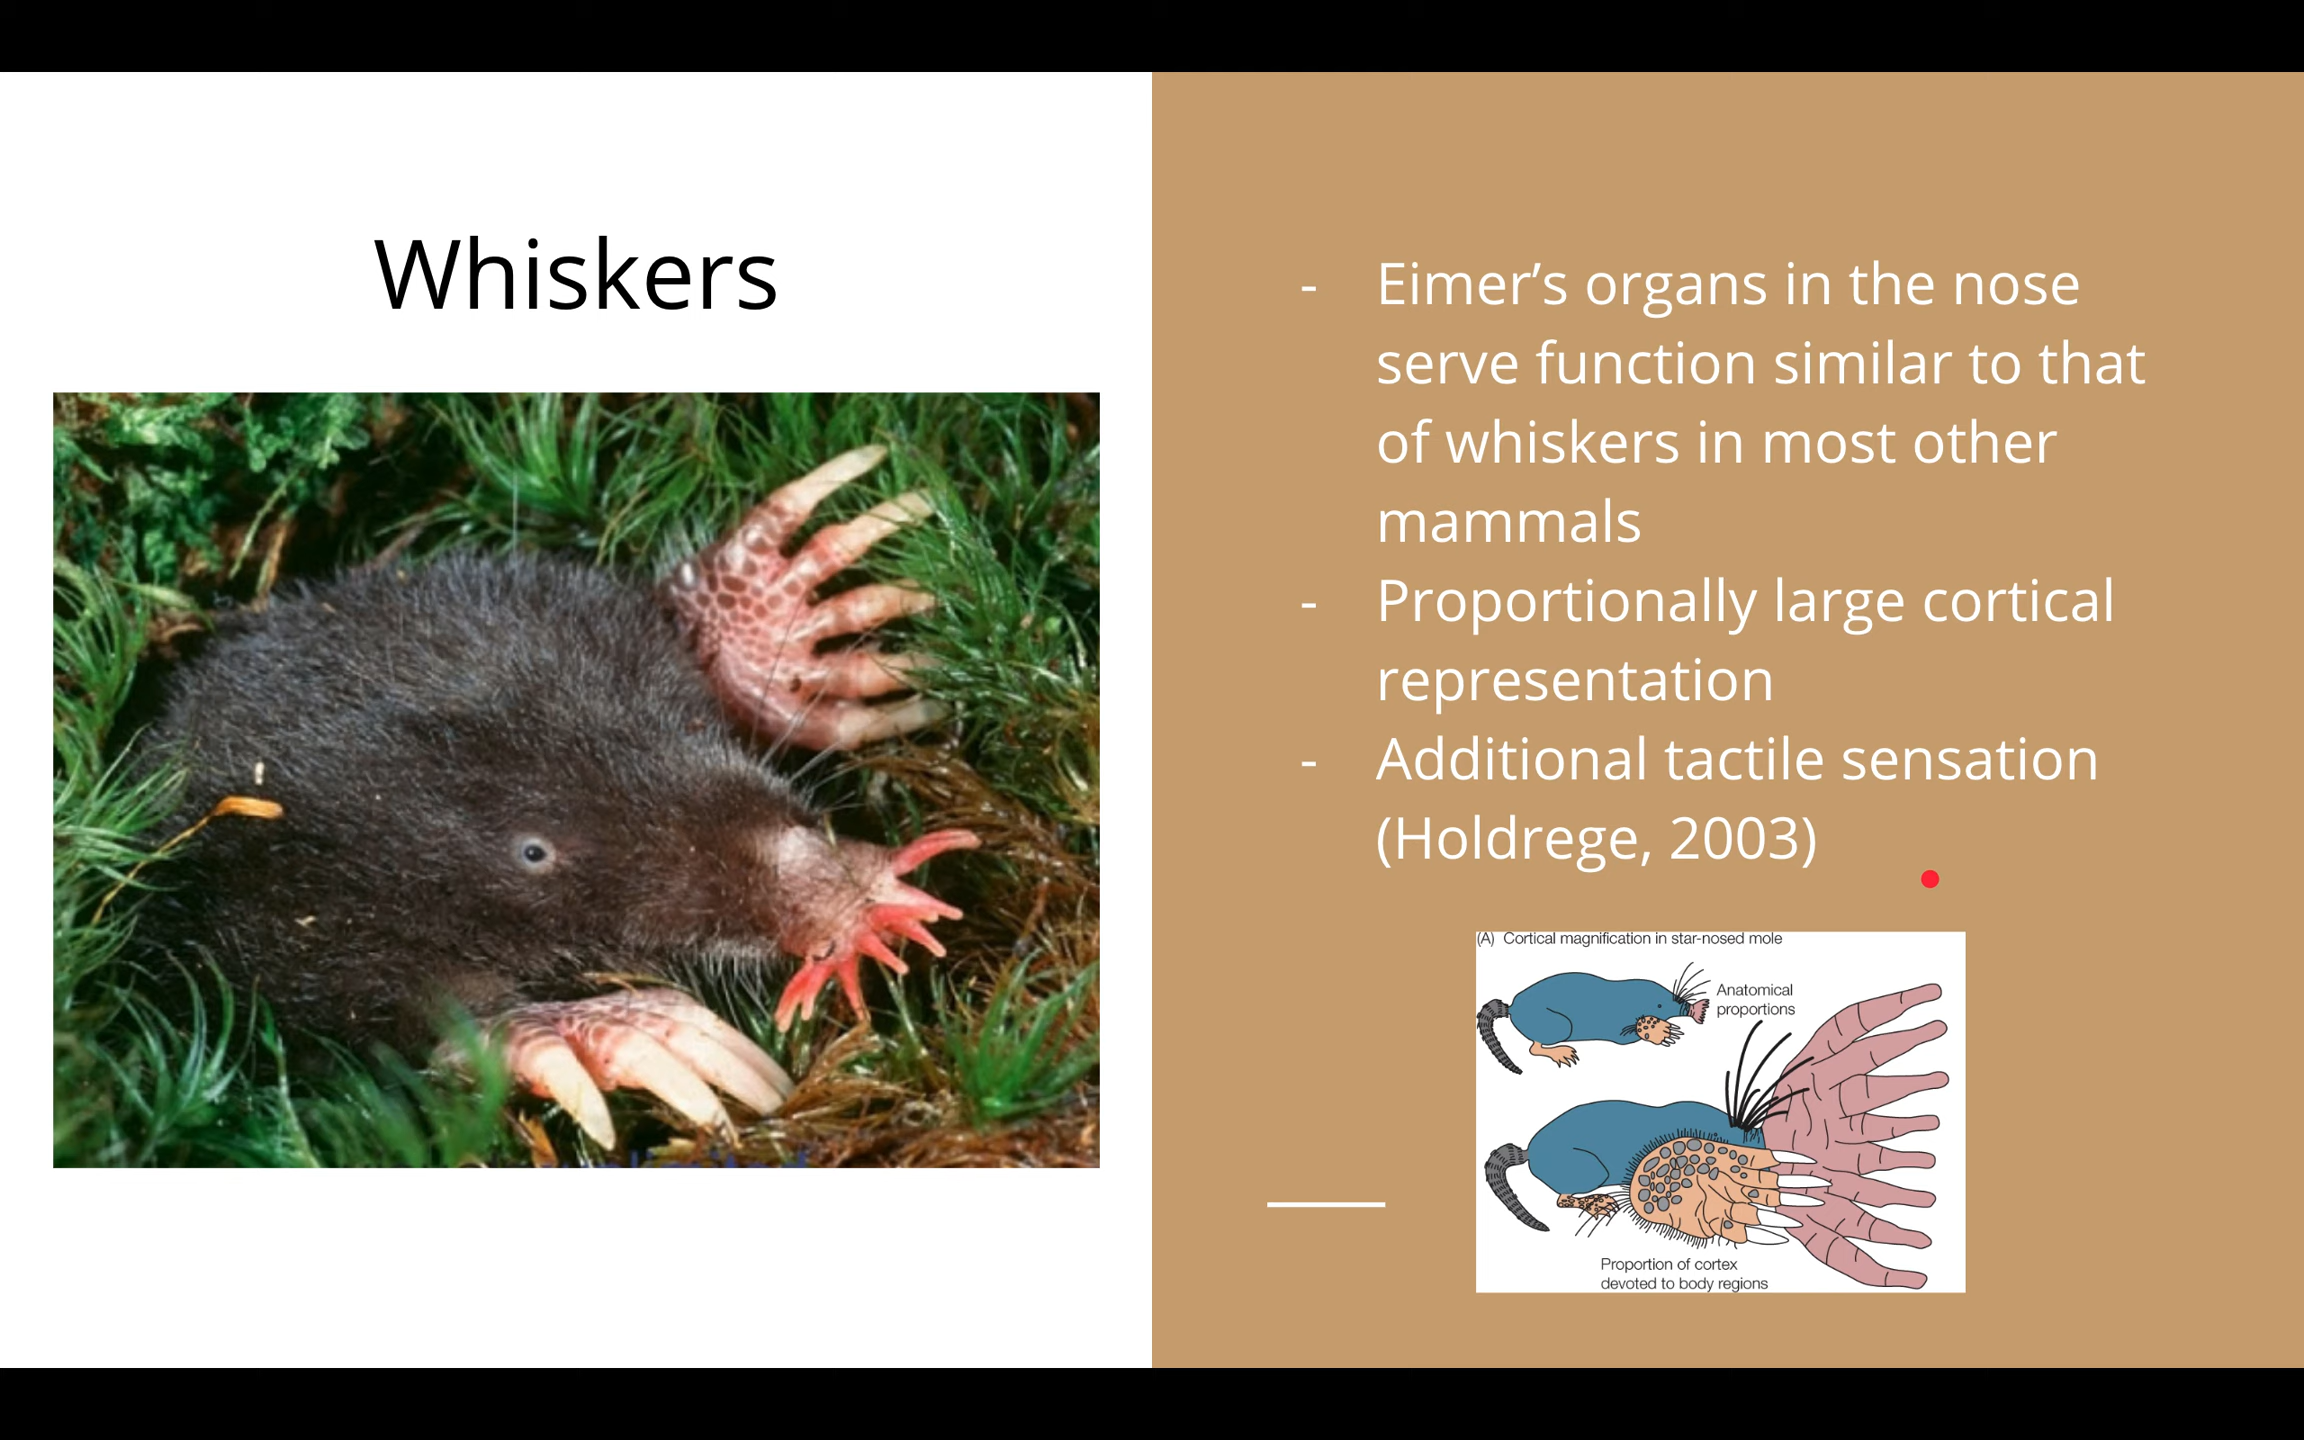 Whiskers
- Eimer’s organs in the nose
serve function similar to that
of whiskers in most other
mammals
- Proportionally large cortical
representation
- Additional tactile sensation
(Holdrege, 2003)
(A) Cortical magnification in star-nosed mole
Anatomical
proportions
Proportion of cortex
devoted to body regions